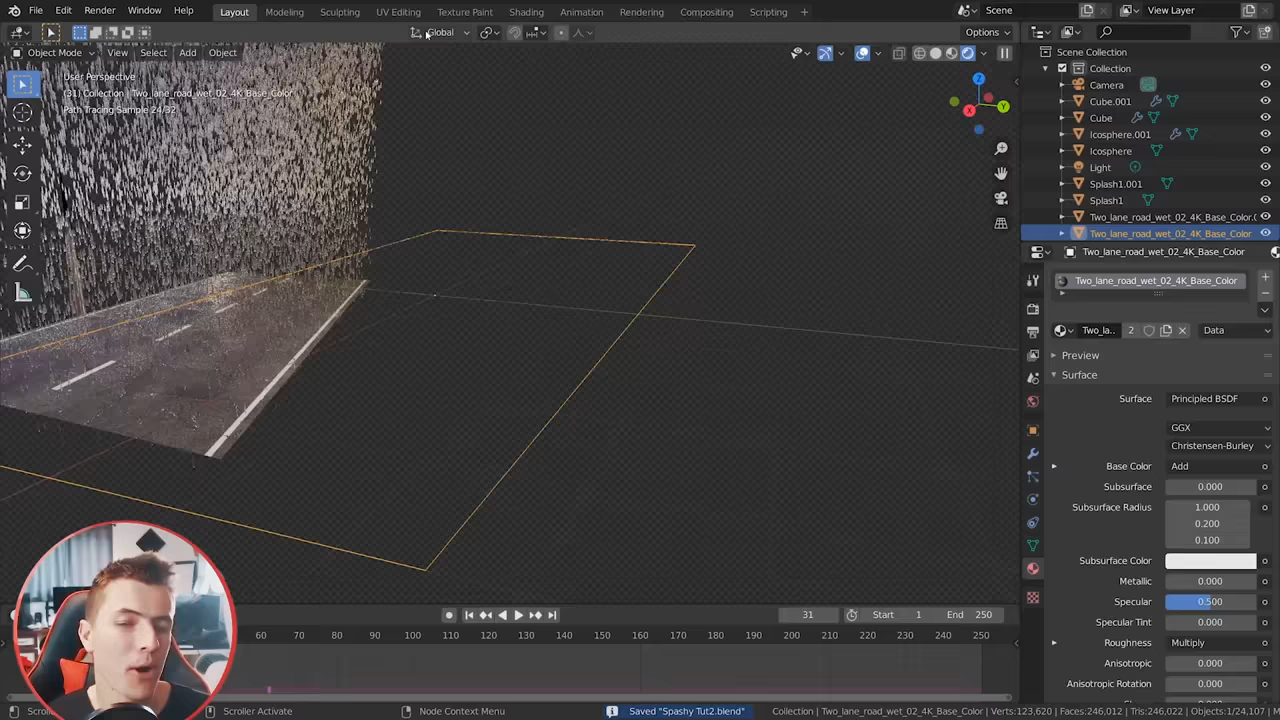 File Edit Render Window Help Layout Modeling Sculpting UV Editing Texture Paint Shading Animation Rendering Compositing Scripting + Scene View Layer
Global Options
Object Mode View Select Add Object
User Perspective
(31) Collection | Two_lane_road_wet_02_4K_Base_Color
Path Tracing Sample 24/32
Z
Y
X
Scene Collection
Collection
Camera
Cube.001
Cube
Icosphere.001
Icosphere
Light
Splash1.001
Splash1
Two_lane_road_wet_02_4K_Base_Color.(
Two_lane_road_wet_02_4K_Base_Color
Two_lane_road_wet_02_4K_Base_Color
Two_lane_road_wet_02_4K_Base_Color
Two_la.. 2 Data
Preview
Surface
Surface Principled BSDF
GGX
Christensen-Burley
Base Color Add
Subsurface 0.000
Subsurface Radius 1.000
0.200
0.100
Subsurface Color
Metallic 0.000
Specular 0.500
Specular Tint 0.000
Roughness Multiply
Anisotropic 0.000
Anisotropic Rotation 0.000
31 Start 1 End 250
60 70 80 90 100 110 120 130 140 150 160 170 180 190 200 210 220 230 240 250
Scroll Scroll Activate Node Context Menu Saved "Spashy Tut2.blend" Collection | Two_lane_road_wet_02_4K_Base_Color | Verts:123,620 | Faces:246,012 | Tris:246,022 | Objects:1/24,107 | M